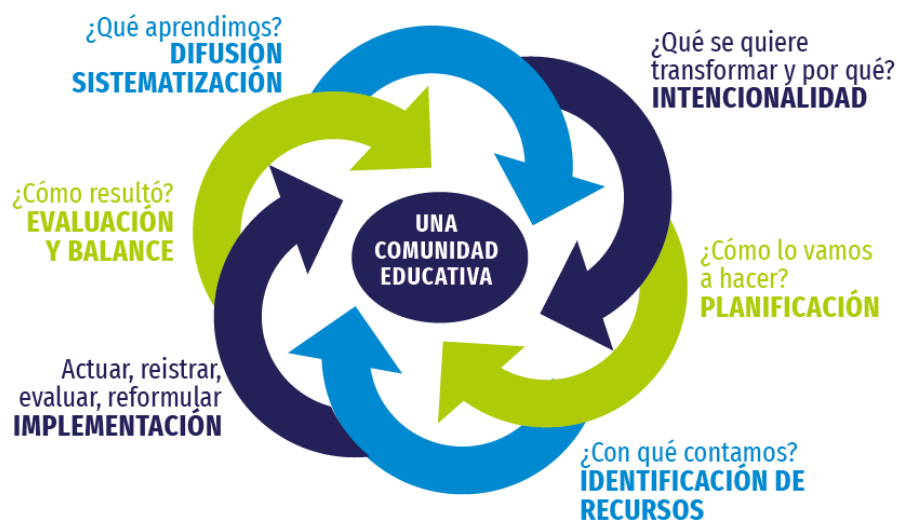 ¿Qué aprendimos?
DIFUSIÓN
SISTEMATIZACIÓN
¿Qué se quiere
transformar y por qué?
INTENCIONALIDAD
¿Cómo lo vamos
a hacer?
PLANIFICACIÓN
¿Con qué contamos?
IDENTIFICACIÓN DE
RECURSOS
Actuar, reistrar,
evaluar, reformular
IMPLEMENTACIÓN
¿Cómo resultó?
EVALUACIÓN
Y BALANCE
UNA
COMUNIDAD
EDUCATIVA